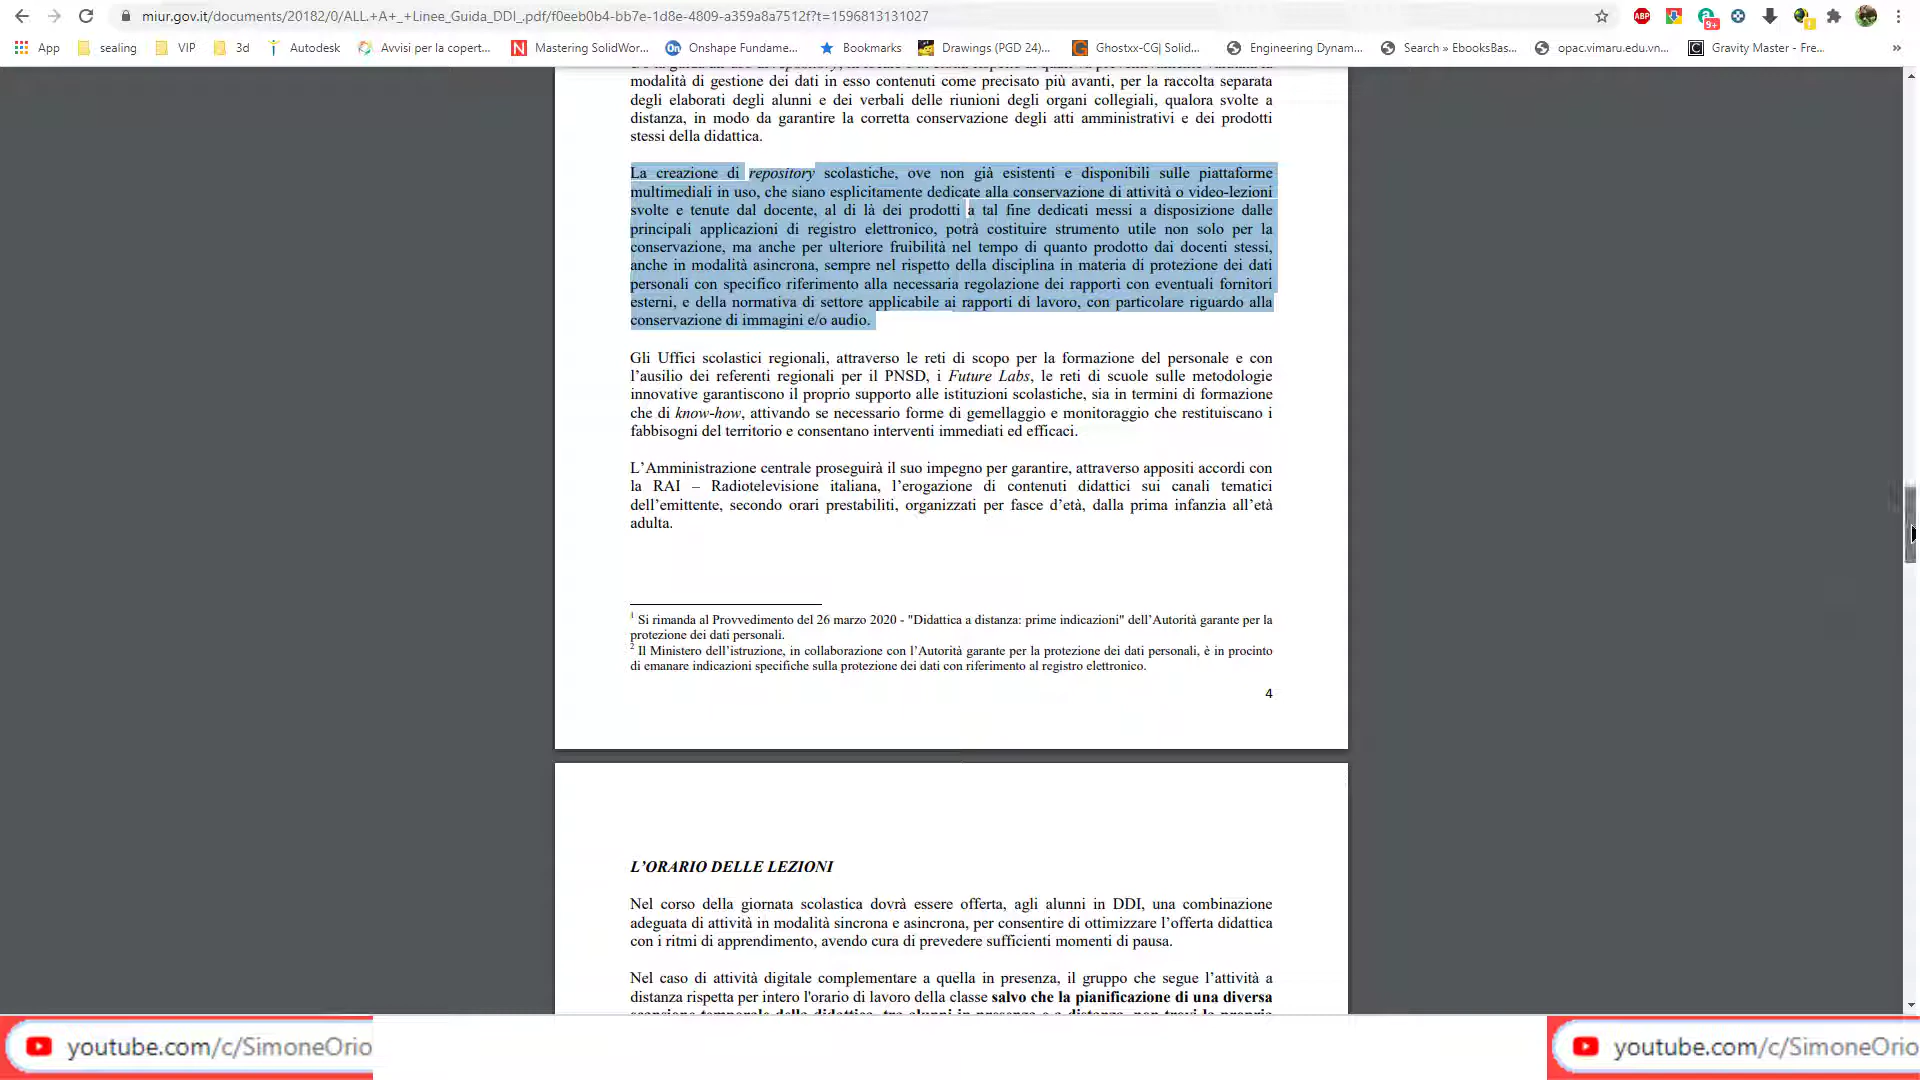 miur.gov.it/documents/20182/0/ALL.+A+_+Linee_Guida_DDI_.pdf/f0eeb0b4-bb7e-1d8e-4809-a359a8a7512f?t=1596813131027
ABP
9+
App
sealing
VIP
3d
Autodesk
Avvisi per la copert...
Mastering SolidWor...
Onshape Fundame...
Bookmarks
Drawings (PGD 24)...
Ghostxx-CG| Solid...
Engineering Dynam...
Search » EbooksBas...
opac.vimaru.edu.vn...
Gravity Master - Fre...
modalità di gestione dei dati in esso contenuti come precisato più avanti, per la raccolta separata
degli elaborati degli alunni e dei verbali delle riunioni degli organi collegiali, qualora svolte a
distanza, in modo da garantire la corretta conservazione degli atti amministrativi e dei prodotti
stessi della didattica.
La creazione di repository scolastiche, ove non già esistenti e disponibili sulle piattaforme
multimediali in uso, che siano esplicitamente dedicate alla conservazione di attività o video-lezioni
svolte e tenute dal docente, al di là dei prodotti a tal fine dedicati messi a disposizione dalle
principali applicazioni di registro elettronico, potrà costituire strumento utile non solo per la
conservazione, ma anche per ulteriore fruibilità nel tempo di quanto prodotto dai docenti stessi,
anche in modalità asincrona, sempre nel rispetto della disciplina in materia di protezione dei dati
personali con specifico riferimento alla necessaria regolazione dei rapporti con eventuali fornitori
esterni, e della normativa di settore applicabile ai rapporti di lavoro, con particolare riguardo alla
conservazione di immagini e/o audio.
Gli Uffici scolastici regionali, attraverso le reti di scopo per la formazione del personale e con
l’ausilio dei referenti regionali per il PNSD, i Future Labs, le reti di scuole sulle metodologie
innovative garantiscono il proprio supporto alle istituzioni scolastiche, sia in termini di formazione
che di know-how, attivando se necessario forme di gemellaggio e monitoraggio che restituiscano i
fabbisogni del territorio e consentano interventi immediati ed efficaci.
L’Amministrazione centrale proseguirà il suo impegno per garantire, attraverso appositi accordi con
la RAI – Radiotelevisione italiana, l’erogazione di contenuti didattici sui canali tematici
dell’emittente, secondo orari prestabiliti, organizzati per fasce d’età, dalla prima infanzia all’età
adulta.
1 Si rimanda al Provvedimento del 26 marzo 2020 - "Didattica a distanza: prime indicazioni" dell’Autorità garante per la
protezione dei dati personali.
2 Il Ministero dell’istruzione, in collaborazione con l’Autorità garante per la protezione dei dati personali, è in procinto
di emanare indicazioni specifiche sulla protezione dei dati con riferimento al registro elettronico.
4
L’ORARIO DELLE LEZIONI
Nel corso della giornata scolastica dovrà essere offerta, agli alunni in DDI, una combinazione
adeguata di attività in modalità sincrona e asincrona, per consentire di ottimizzare l’offerta didattica
con i ritmi di apprendimento, avendo cura di prevedere sufficienti momenti di pausa.
Nel caso di attività digitale complementare a quella in presenza, il gruppo che segue l’attività a
distanza rispetta per intero l'orario di lavoro della classe salvo che la pianificazione di una diversa
youtube.com/c/SimoneOrio
youtube.com/c/SimoneOrio